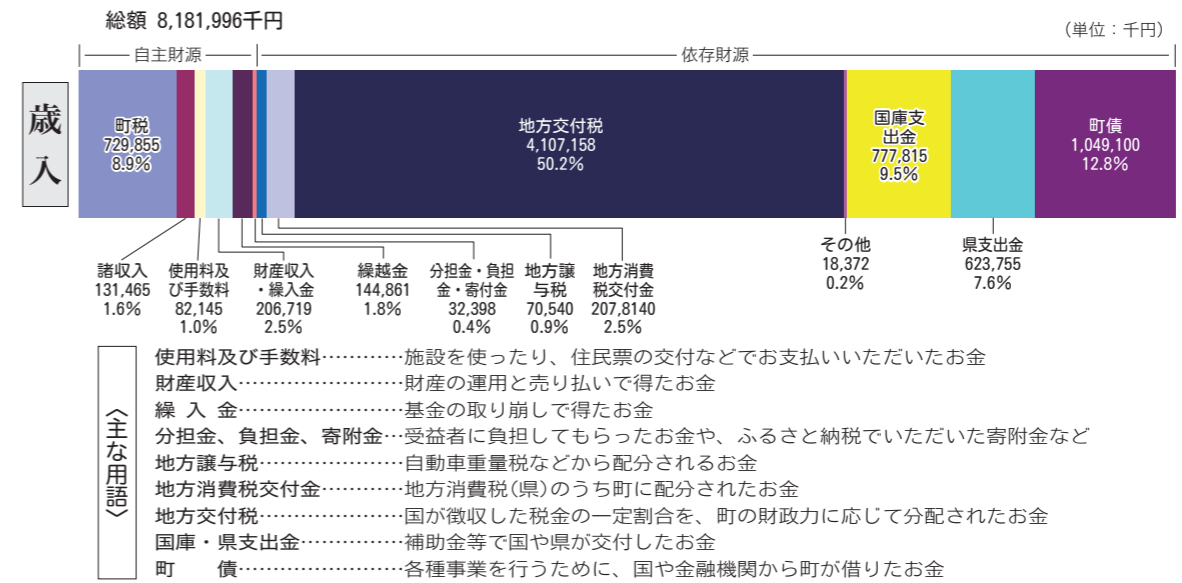 総額 8,181,996千円
(単位：千円)
自主財源
依存財源
歳入
町税
729,855
8.9%
地方交付税
4,107,158
50.2%
国庫支
出金
777,815
9.5%
町債
1,049,100
12.8%
諸収入
131,465
1.6%
使用料及
び手数料
82,145
1.0%
財産収入
・繰入金
206,719
2.5%
繰越金
144,861
1.8%
分担金・負担
金・寄付金
32,398
0.4%
地方譲
与税
70,540
0.9%
地方消費
税交付金
207,8140
2.5%
その他
18,372
0.2%
県支出金
623,755
7.6%
〈主な用語〉
使用料及び手数料…………施設を使ったり、住民票の交付などでお支払いいただいたお金
財産収入……………………財産の運用と売り払いで得たお金
繰入金……………………基金の取り崩しで得たお金
分担金、負担金、寄附金…受益者に負担してもらったお金や、ふるさと納税でいただいた寄附金など
地方譲与税…………………自動車重量税などから配分されるお金
地方消費税交付金…………地方消費税(県)のうち町に配分されたお金
地方交付税…………………国が徴収した税金の一定割合を、町の財政力に応じて分配されたお金
国庫・県支出金……………補助金等で国や県が交付したお金
町　債……………………各種事業を行うために、国や金融機関から町が借りたお金